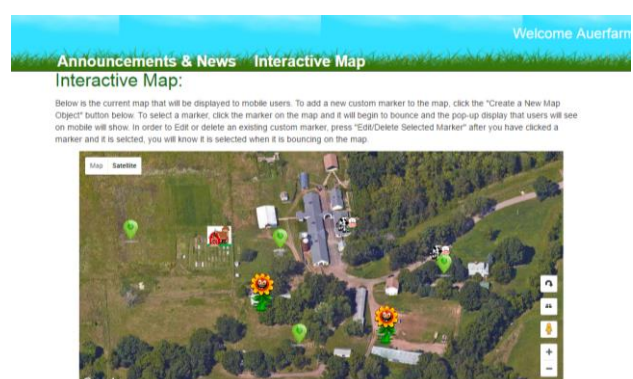 Welcome Auerfarm
Announcements & News Interactive Map
Interactive Map:
Below is the current map that will be displayed to mobile users. To add a new custom marker to the map, click the "Create a New Map
Object" button below. To select a marker, click the marker on the map and it will begin to bounce and the pop-up display that users will see
on mobile will show. In order to Edit or delete an existing custom marker, press "Edit/Delete Selected Marker" after you have clicked a
marker and it is selcted, you will know it is selected when it is bouncing on the map.
Map Satellite